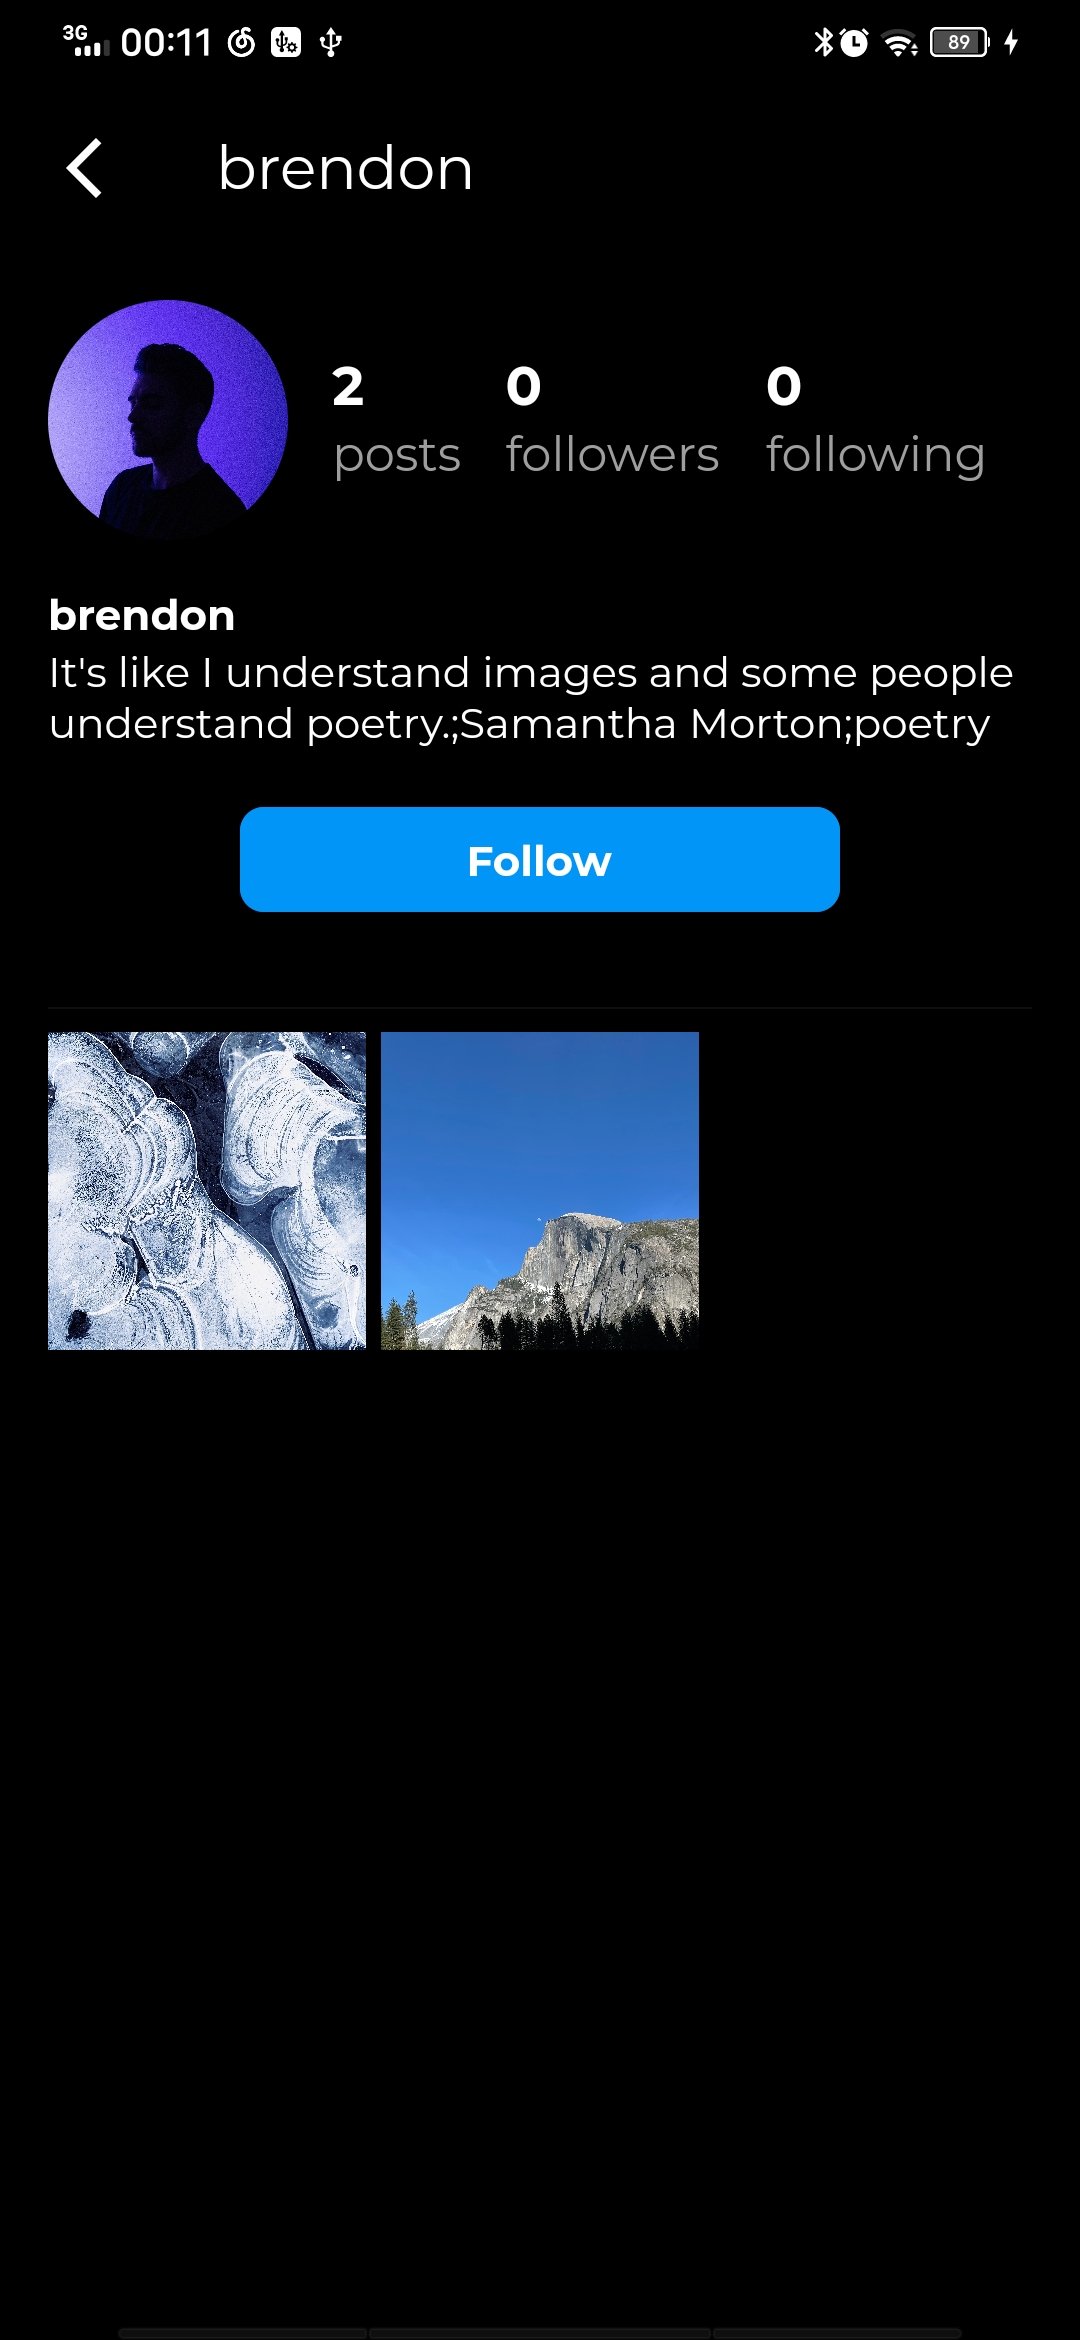 3G 00:11 89
brendon
2 0 0
posts followers following
brendon
It's like I understand images and some people
understand poetry.;Samantha Morton;poetry
Follow